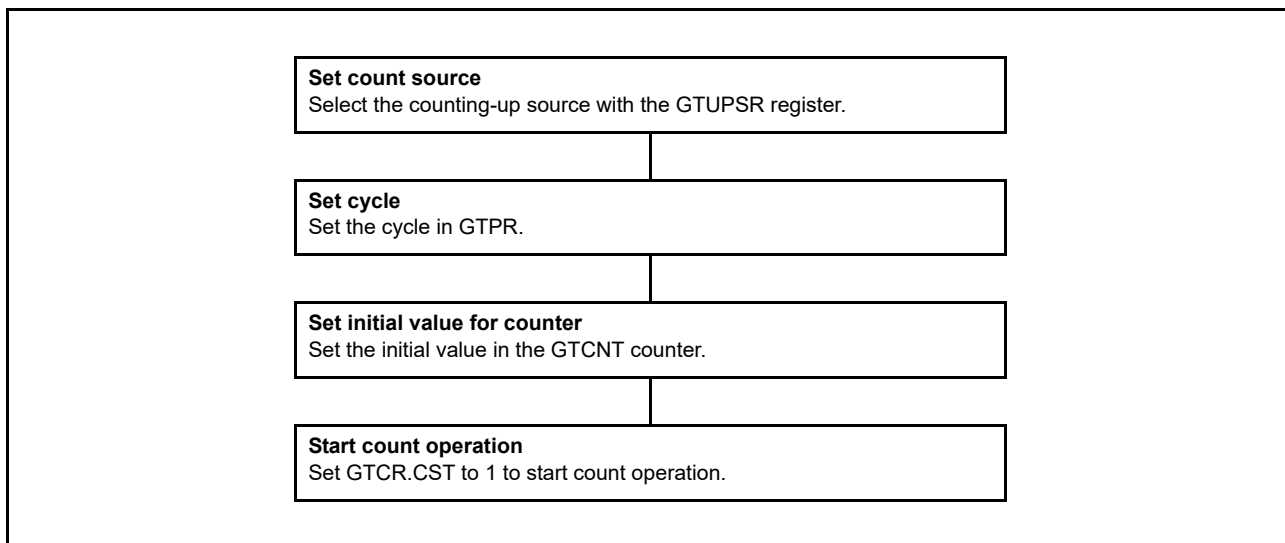 Set count source
Select the counting-up source with the GTUPSR register.
Set cycle
Set the cycle in GTPR.
Set initial value for counter
Set the initial value in the GTCNT counter.
Start count operation
Set GTCR.CST to 1 to start count operation.